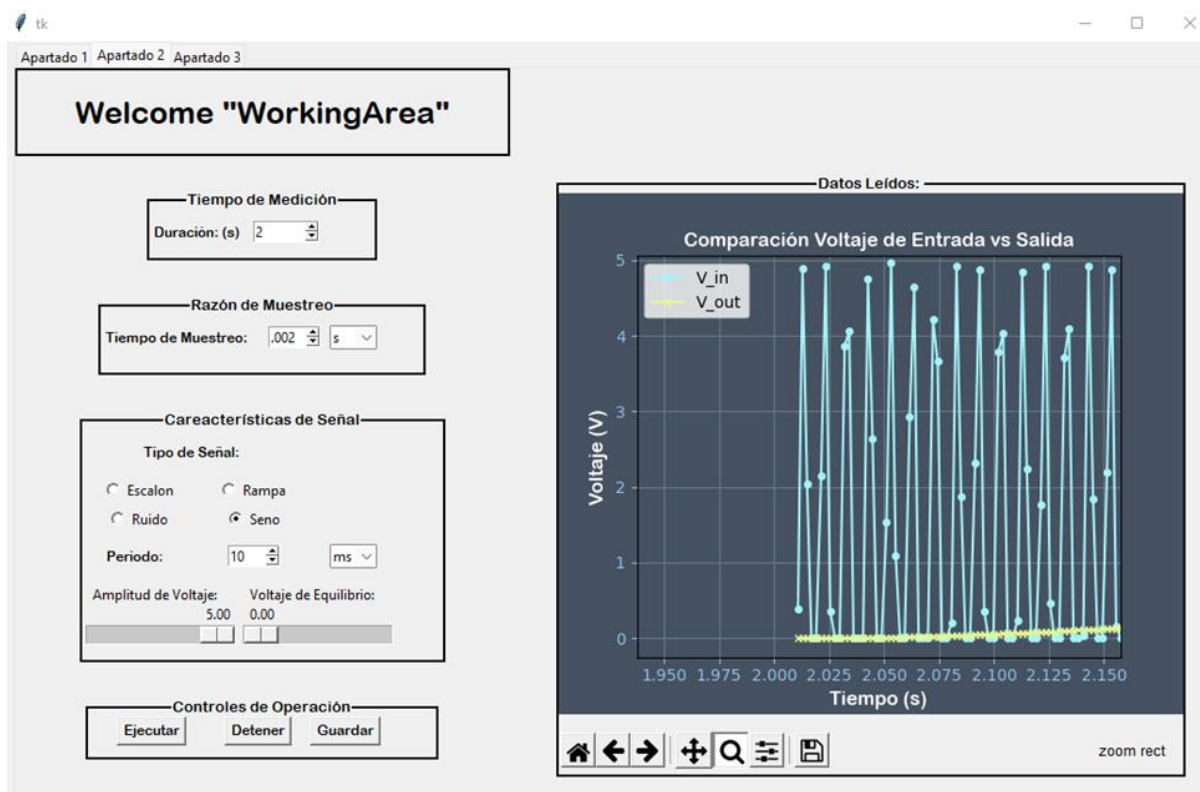 tk
Apartado 1 Apartado 2 Apartado 3
Welcome "WorkingArea"
Tiempo de Medición
Duración: (s) 2
Razón de Muestreo
Tiempo de Muestreo: .002 s
Careacterísticas de Señal
Tipo de Señal:
Escalon Rampa
Ruido Seno
Periodo: 10 ms
Amplitud de Voltaje: Voltaje de Equilibrio:
5.00 0.00
Controles de Operación
Ejecutar Detener Guardar
Datos Leídos:
Comparación Voltaje de Entrada vs Salida
V_in
V_out
5
4
3
2
1
0
Voltaje (V)
1.950 1.975 2.000 2.025 2.050 2.075 2.100 2.125 2.150
Tiempo (s)
zoom rect